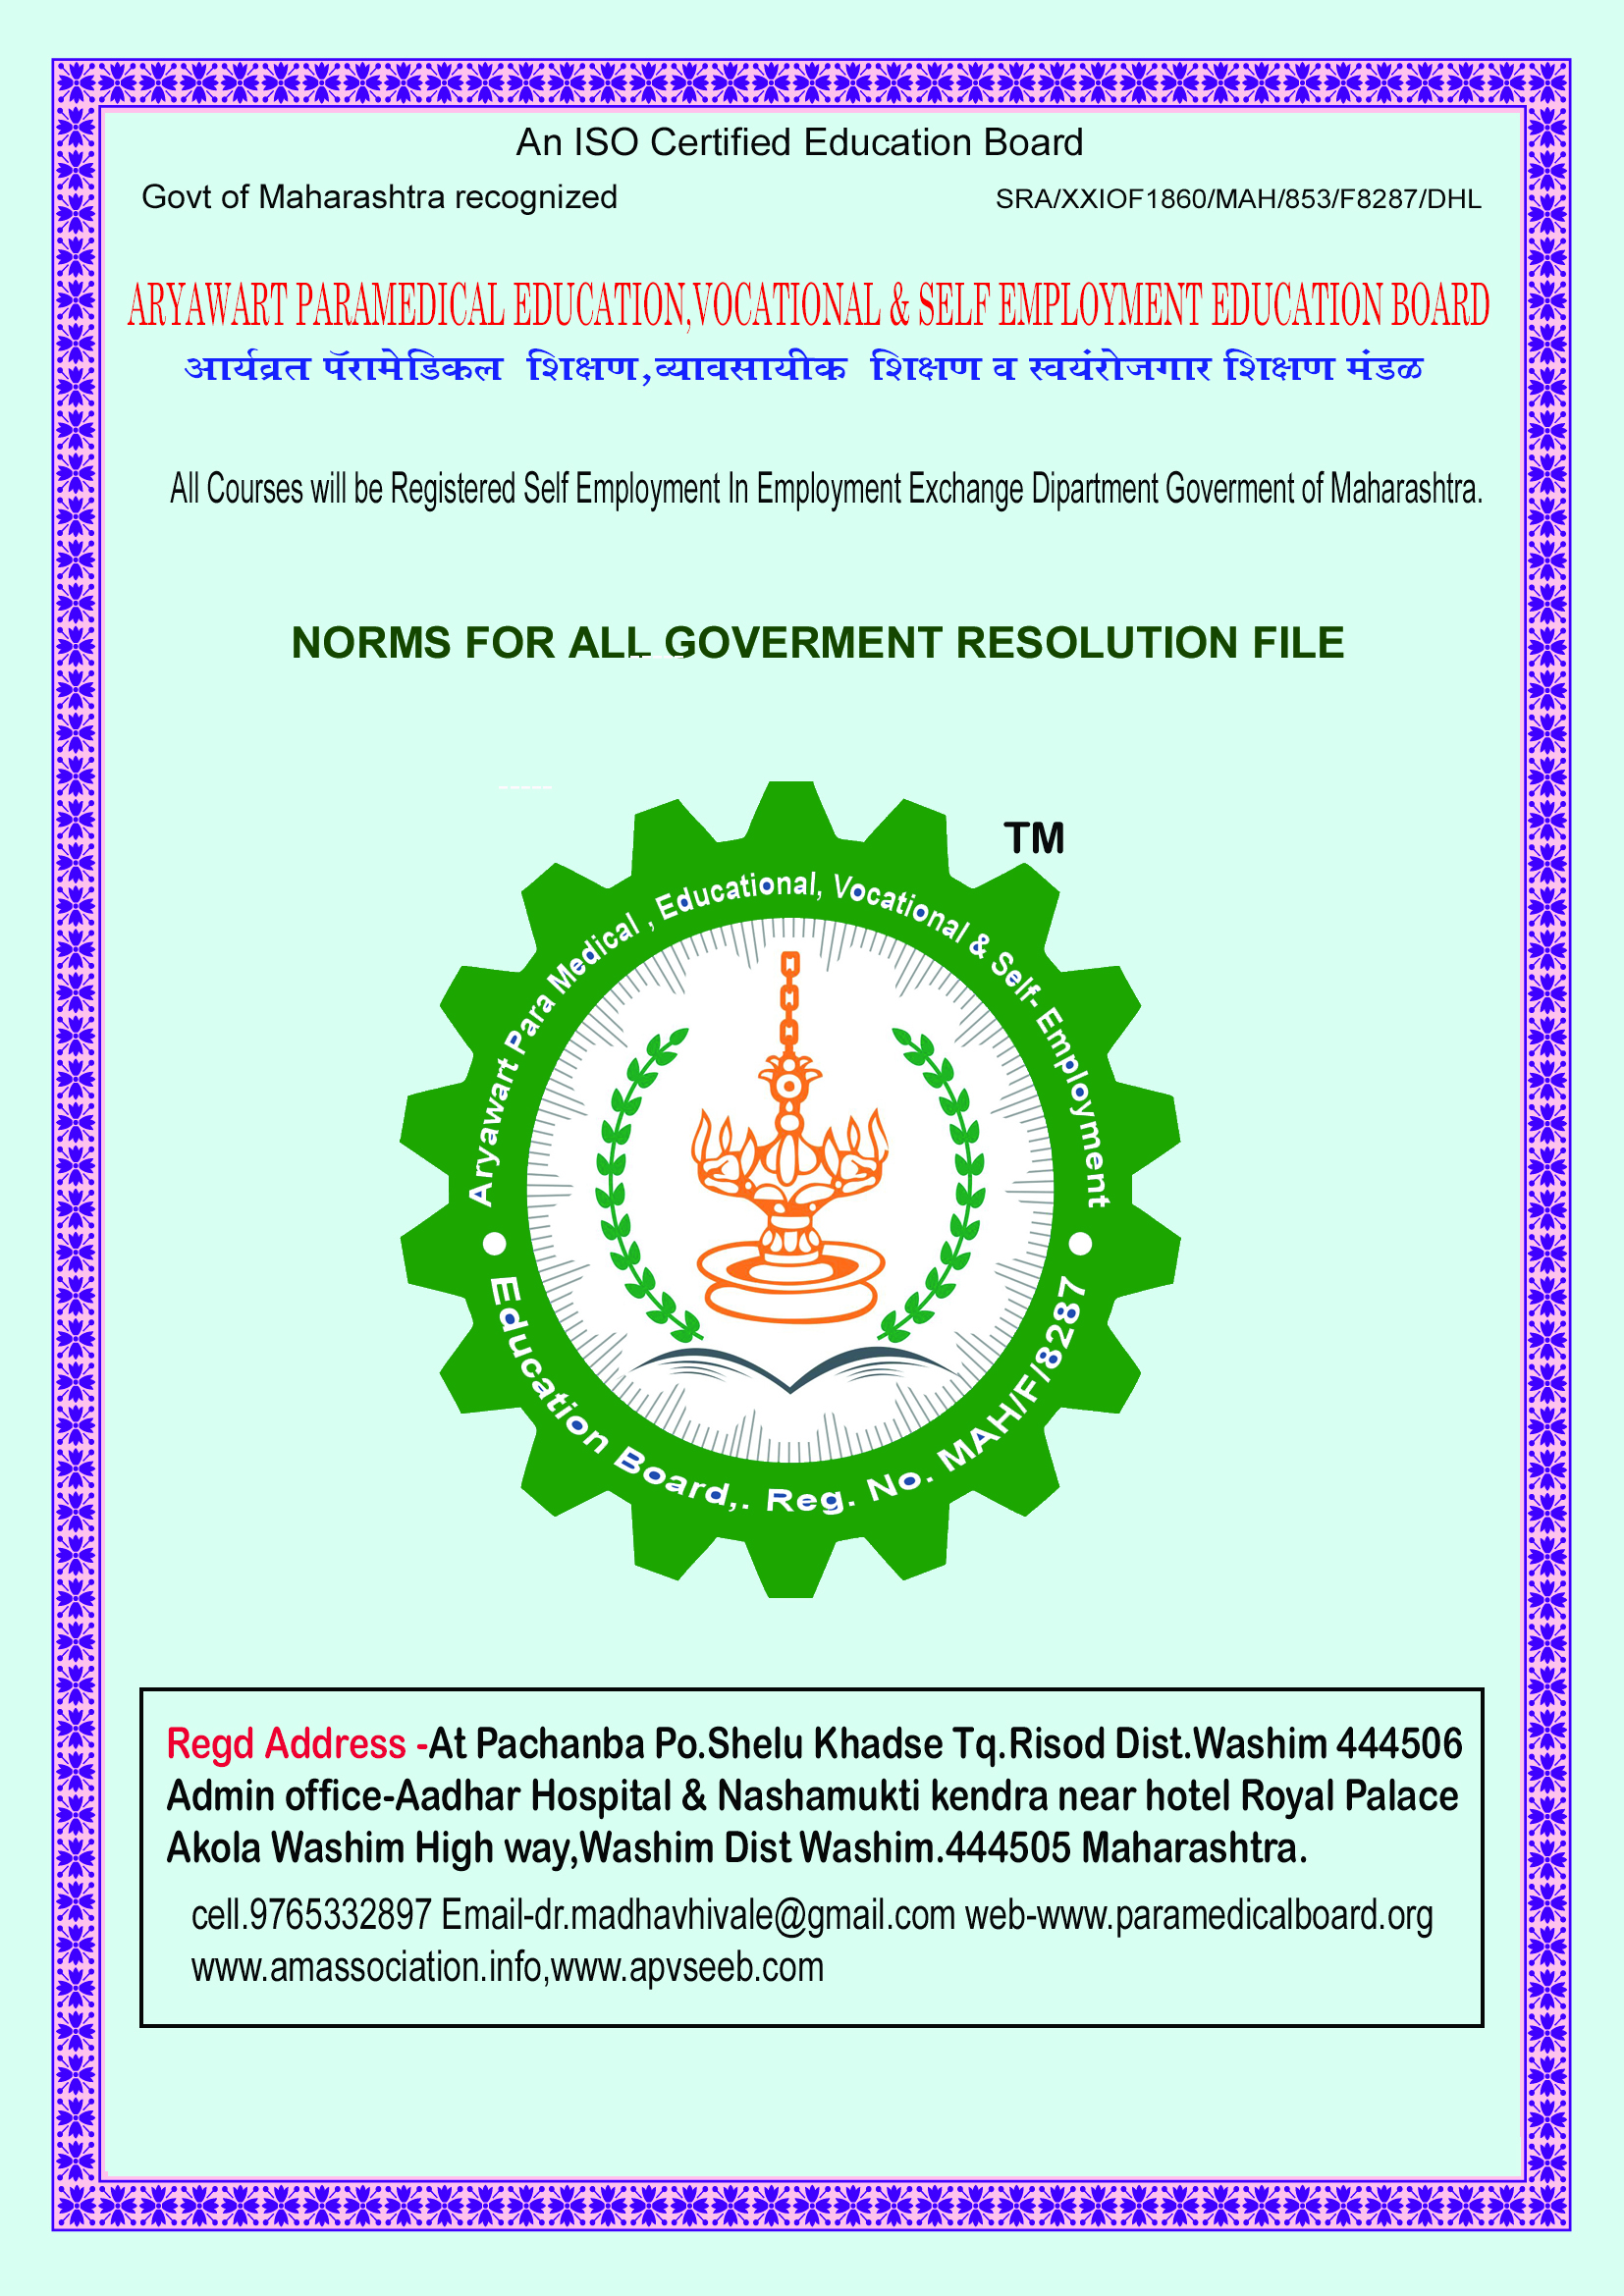 An ISO Certified Education Board
Govt of Maharashtra recognized
SRA/XXIOF1860/MAH/853/F8287/DHL
ARYAWART PARAMEDICAL EDUCATION,VOCATIONAL & SELF EMPLOYMENT EDUCATION BOARD
आर्यव्रत पॅरामेडिकल शिक्षण,व्यावसायीक शिक्षण व स्वयंरोजगार शिक्षण मंडळ
All Courses will be Registered Self Employment In Employment Exchange Dipartment Goverment of Maharashtra.
NORMS FOR ALL GOVERMENT RESOLUTION FILE
TM
Aryawart Para Medical , Educational, Vocational & Self- Employment
Education Board,. Reg. No. MAH/F/8287
Regd Address -At Pachanba Po.Shelu Khadse Tq.Risod Dist.Washim 444506
Admin office-Aadhar Hospital & Nashamukti kendra near hotel Royal Palace
Akola Washim High way,Washim Dist Washim.444505 Maharashtra.
cell.9765332897 Email-dr.madhavhivale@gmail.com web-www.paramedicalboard.org
www.amassociation.info,www.apvseeb.com